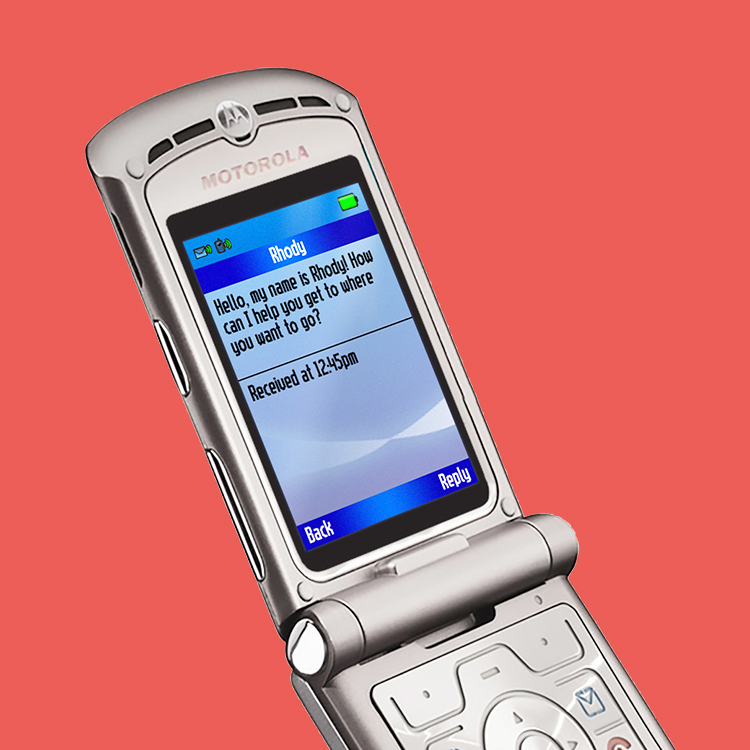 MOTOROLA
Rhody
Hello, my name is Rhody! How
can I help you get to where
you want to go?
Received at 12:45pm
Back
Reply